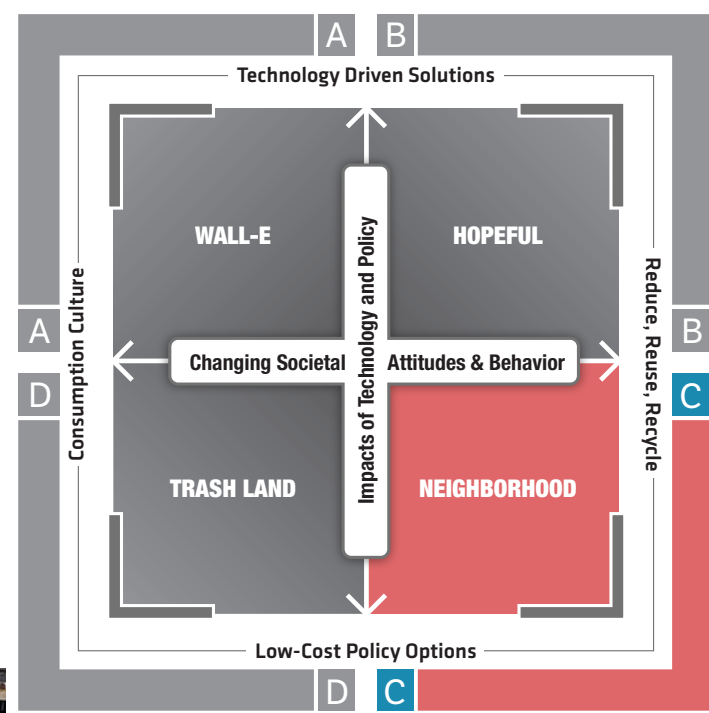 A B
Technology Driven Solutions
WALL-E
HOPEFUL
Impacts of Technology and Policy
Consumption Culture
Reduce, Reuse, Recycle
A
B
Changing Societal Attitudes & Behavior
D
C
TRASH LAND
NEIGHBORHOOD
Low-Cost Policy Options
D C